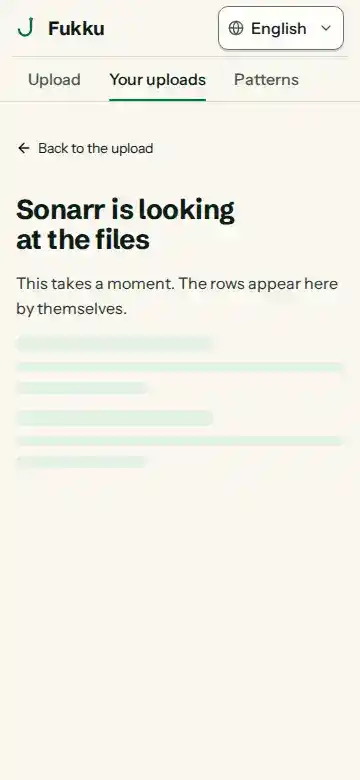 Fukku
English
Upload
Your uploads
Patterns
Back to the upload
Sonarr is looking
at the files
This takes a moment. The rows appear here
by themselves.